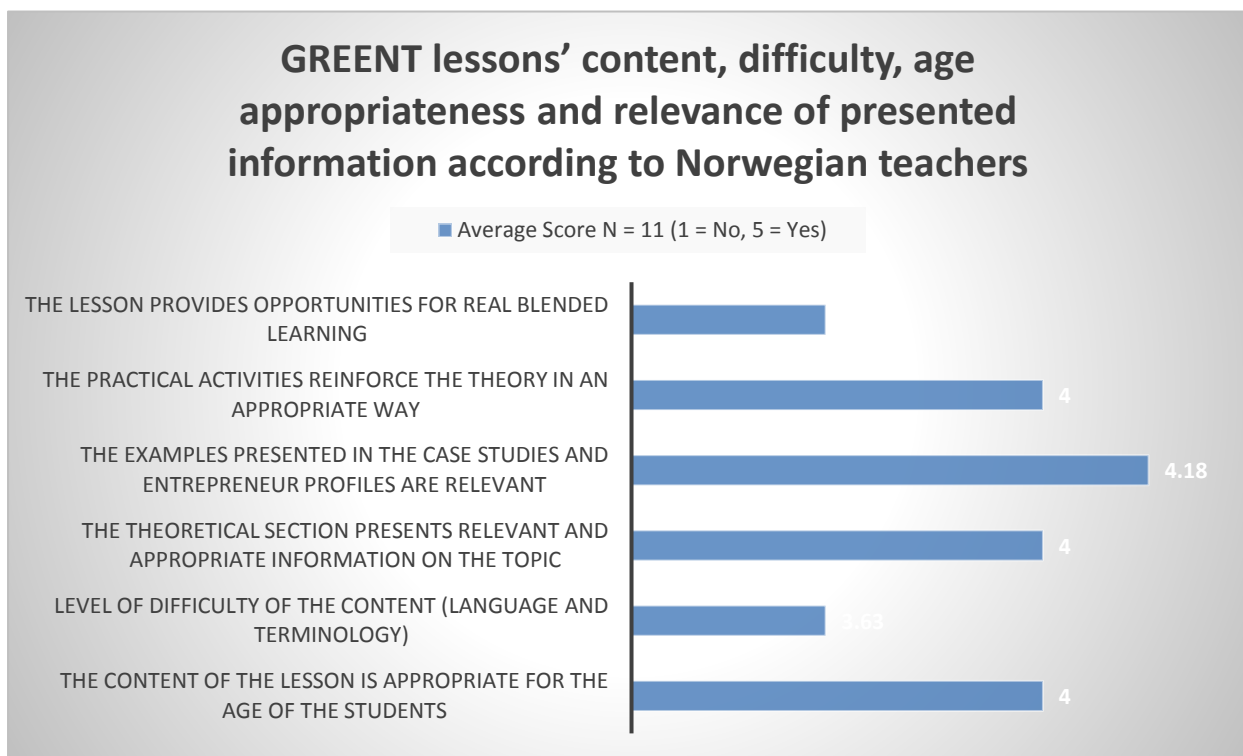 GREENT lessons’ content, difficulty, age
appropriateness and relevance of presented
information according to Norwegian teachers
Average Score N = 11 (1 = No, 5 = Yes)
THE LESSON PROVIDES OPPORTUNITIES FOR REAL BLENDED
LEARNING
THE PRACTICAL ACTIVITIES REINFORCE THE THEORY IN AN
APPROPRIATE WAY
4
THE EXAMPLES PRESENTED IN THE CASE STUDIES AND
ENTREPRENEUR PROFILES ARE RELEVANT
4.18
THE THEORETICAL SECTION PRESENTS RELEVANT AND
APPROPRIATE INFORMATION ON THE TOPIC
4
LEVEL OF DIFFICULTY OF THE CONTENT (LANGUAGE AND
TERMINOLOGY)
3.63
THE CONTENT OF THE LESSON IS APPROPRIATE FOR THE
AGE OF THE STUDENTS
4